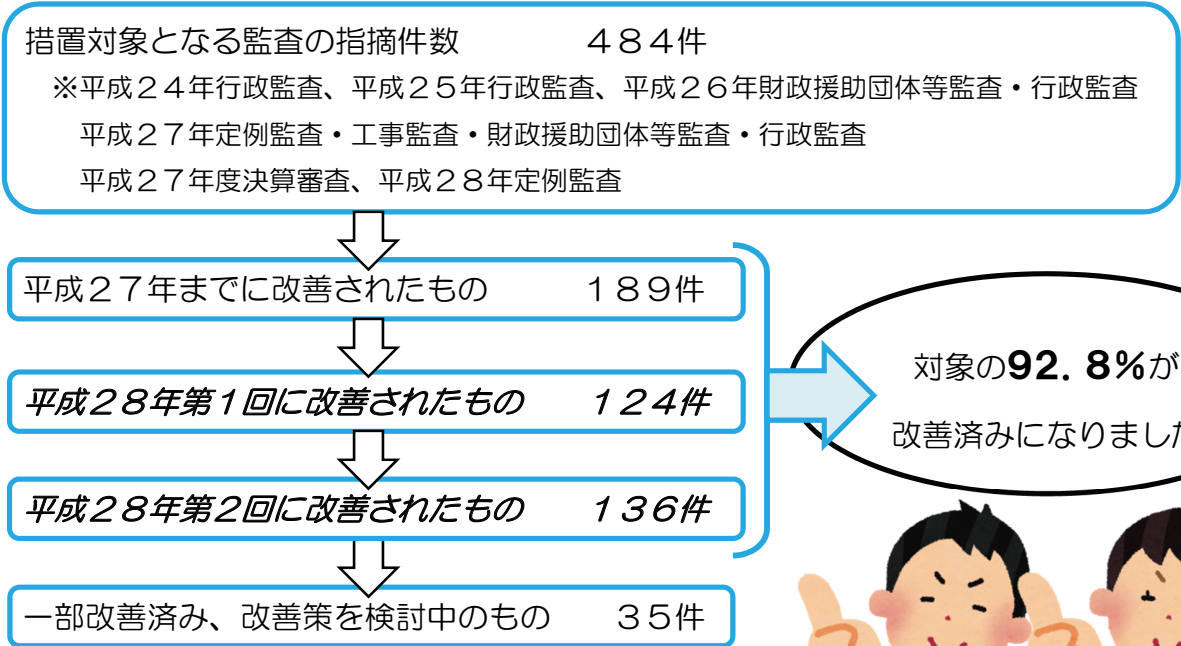 措置対象となる監査の指摘件数　４８４件
※平成２４年行政監査、平成２５年行政監査、平成２６年財政援助団体等監査・行政監査
平成２７年定例監査・工事監査・財政援助団体等監査・行政監査
平成２７年度決算審査、平成２８年定例監査
平成２７年までに改善されたもの　１８９件
平成２８年第１回に改善されたもの　１２４件
平成２８年第２回に改善されたもの　１３６件
一部改善済み、改善策を検討中のもの　３５件
対象の９２．８％が
改善済みになりました